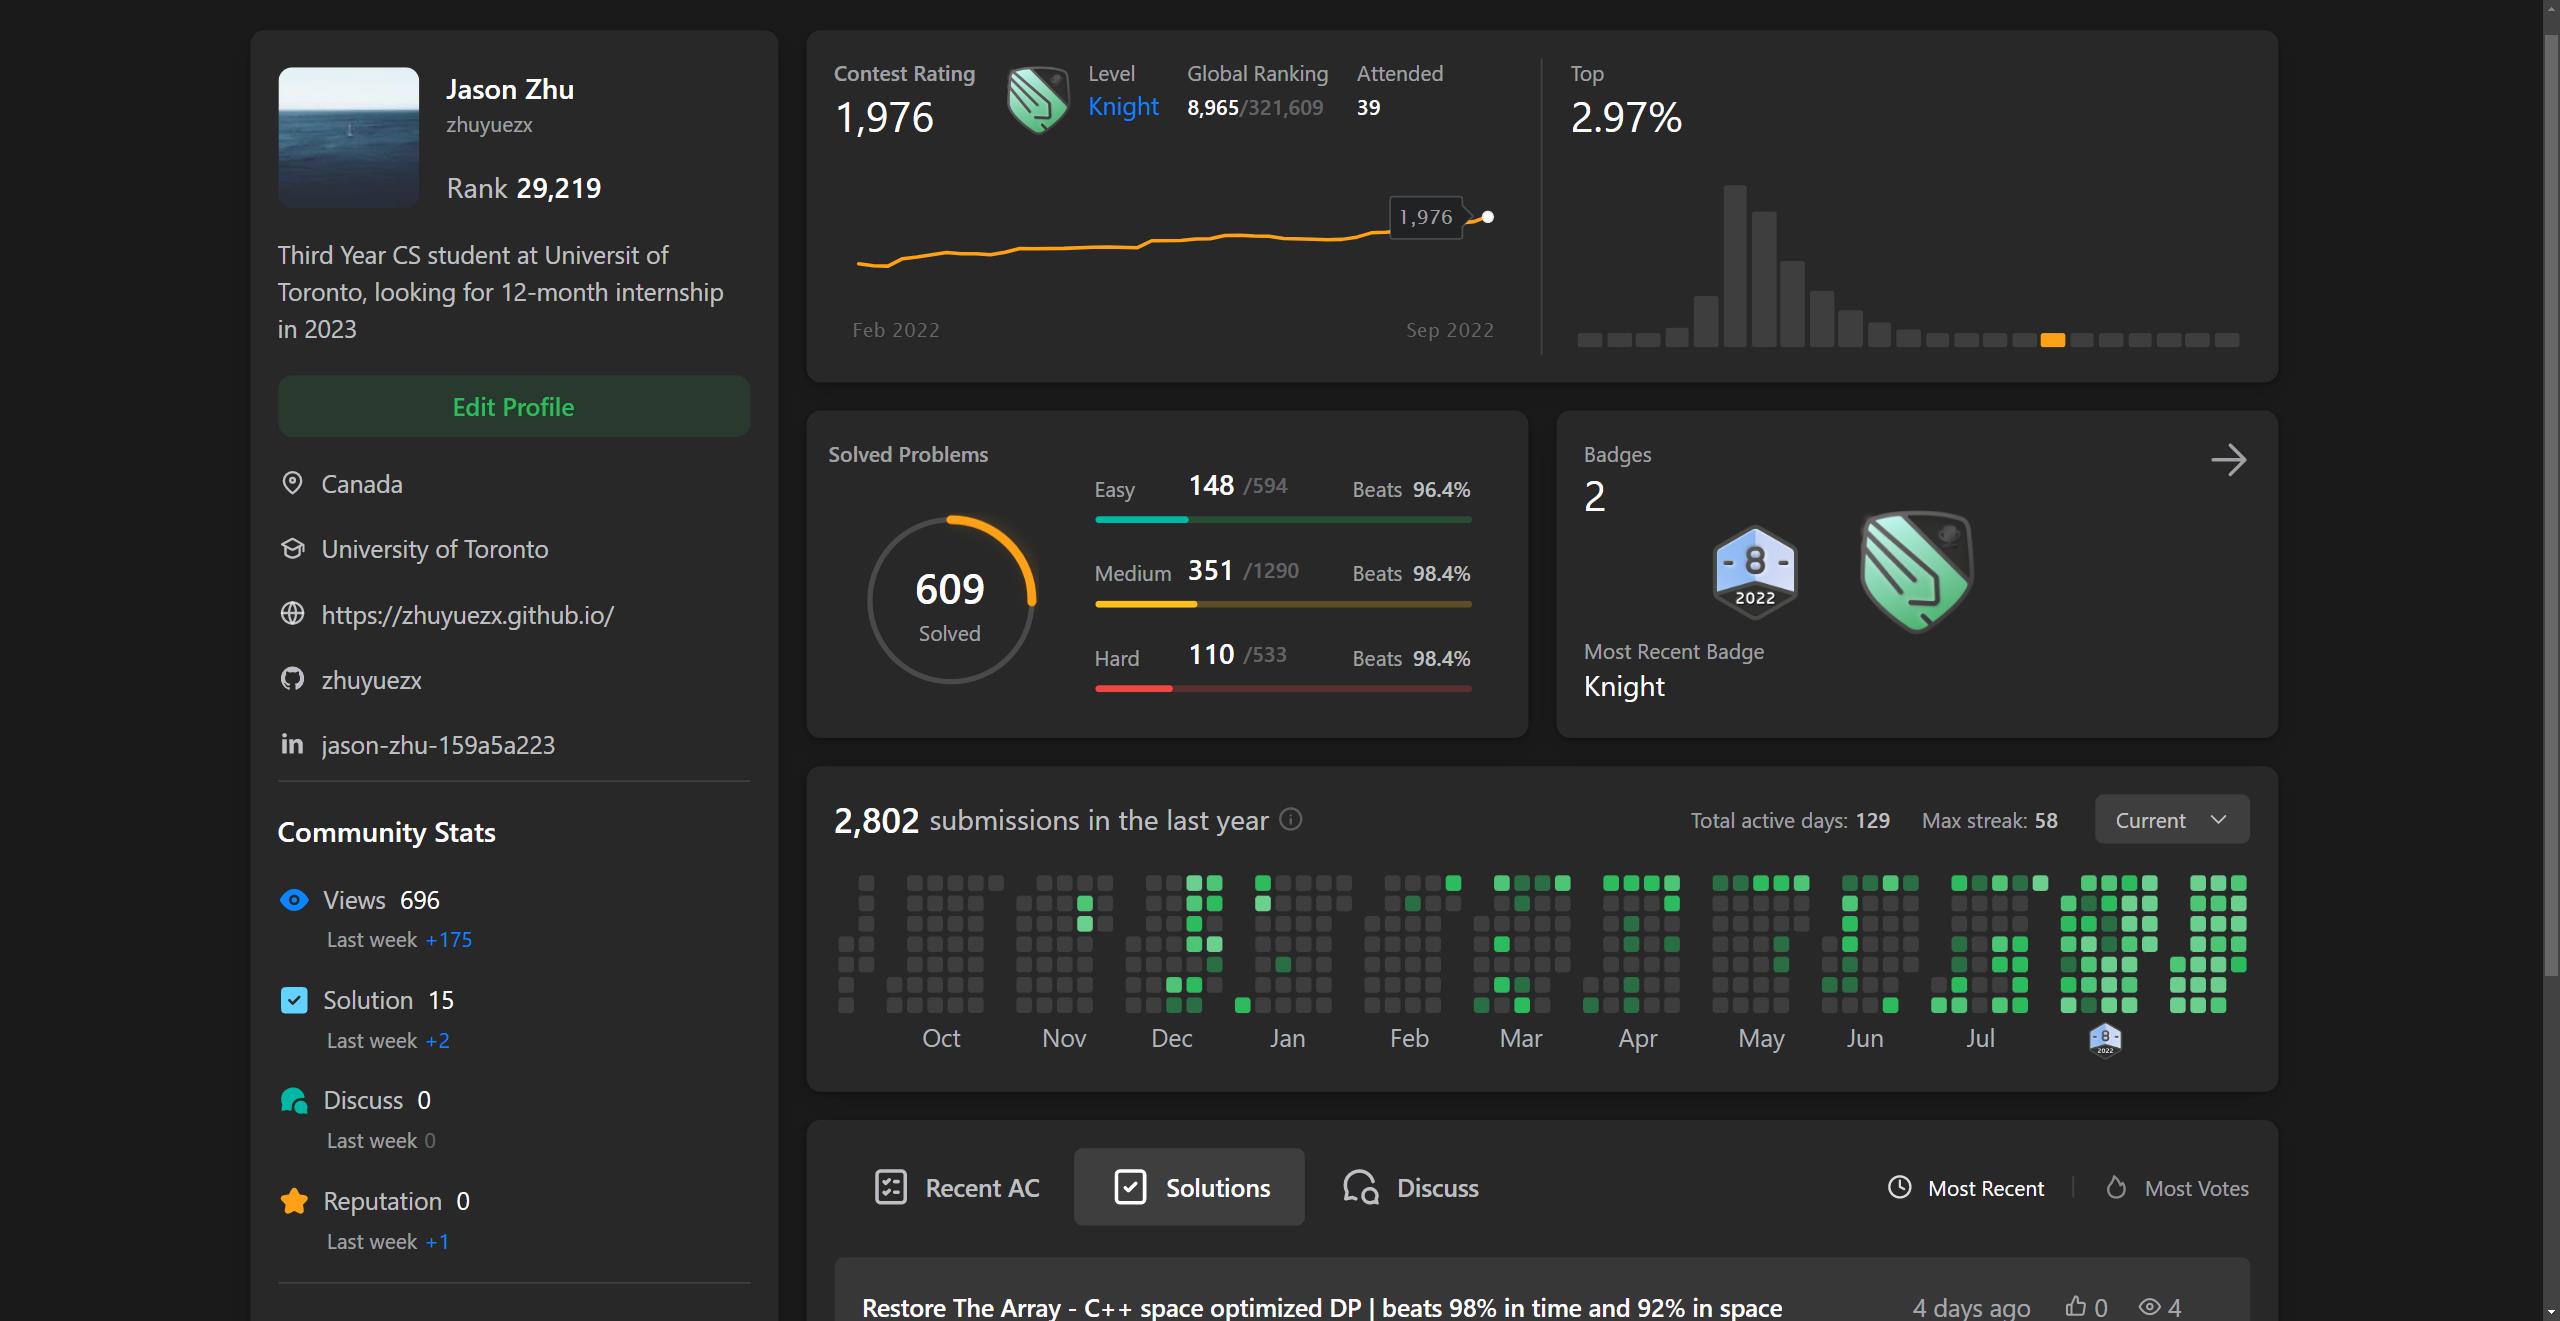 Jason Zhu
zhuyuezx
Rank 29,219
Third Year CS student at Universit of
Toronto, looking for 12-month internship
in 2023
Edit Profile
Canada
University of Toronto
https://zhuyuezx.github.io/
zhuyuezx
jason-zhu-159a5a223
Community Stats
Views 696
Last week +175
Solution 15
Last week +2
Discuss 0
Last week 0
Reputation 0
Last week +1
Contest Rating
1,976
Level
Knight
Global Ranking
8,965/321,609
Attended
39
1,976
Feb 2022 Sep 2022
Top
2.97%
Solved Problems
609
Solved
Easy 148 /594 Beats 96.4%
Medium 351 /1290 Beats 98.4%
Hard 110 /533 Beats 98.4%
Badges
2
8
2022
Most Recent Badge
Knight
2,802 submissions in the last year
Total active days: 129 Max streak: 58 Current
Oct Nov Dec Jan Feb Mar Apr May Jun Jul
8
2022
Recent AC Solutions Discuss Most Recent Most Votes
Restore The Array - C++ space optimized DP | beats 98% in time and 92% in space 4 days ago 0 4